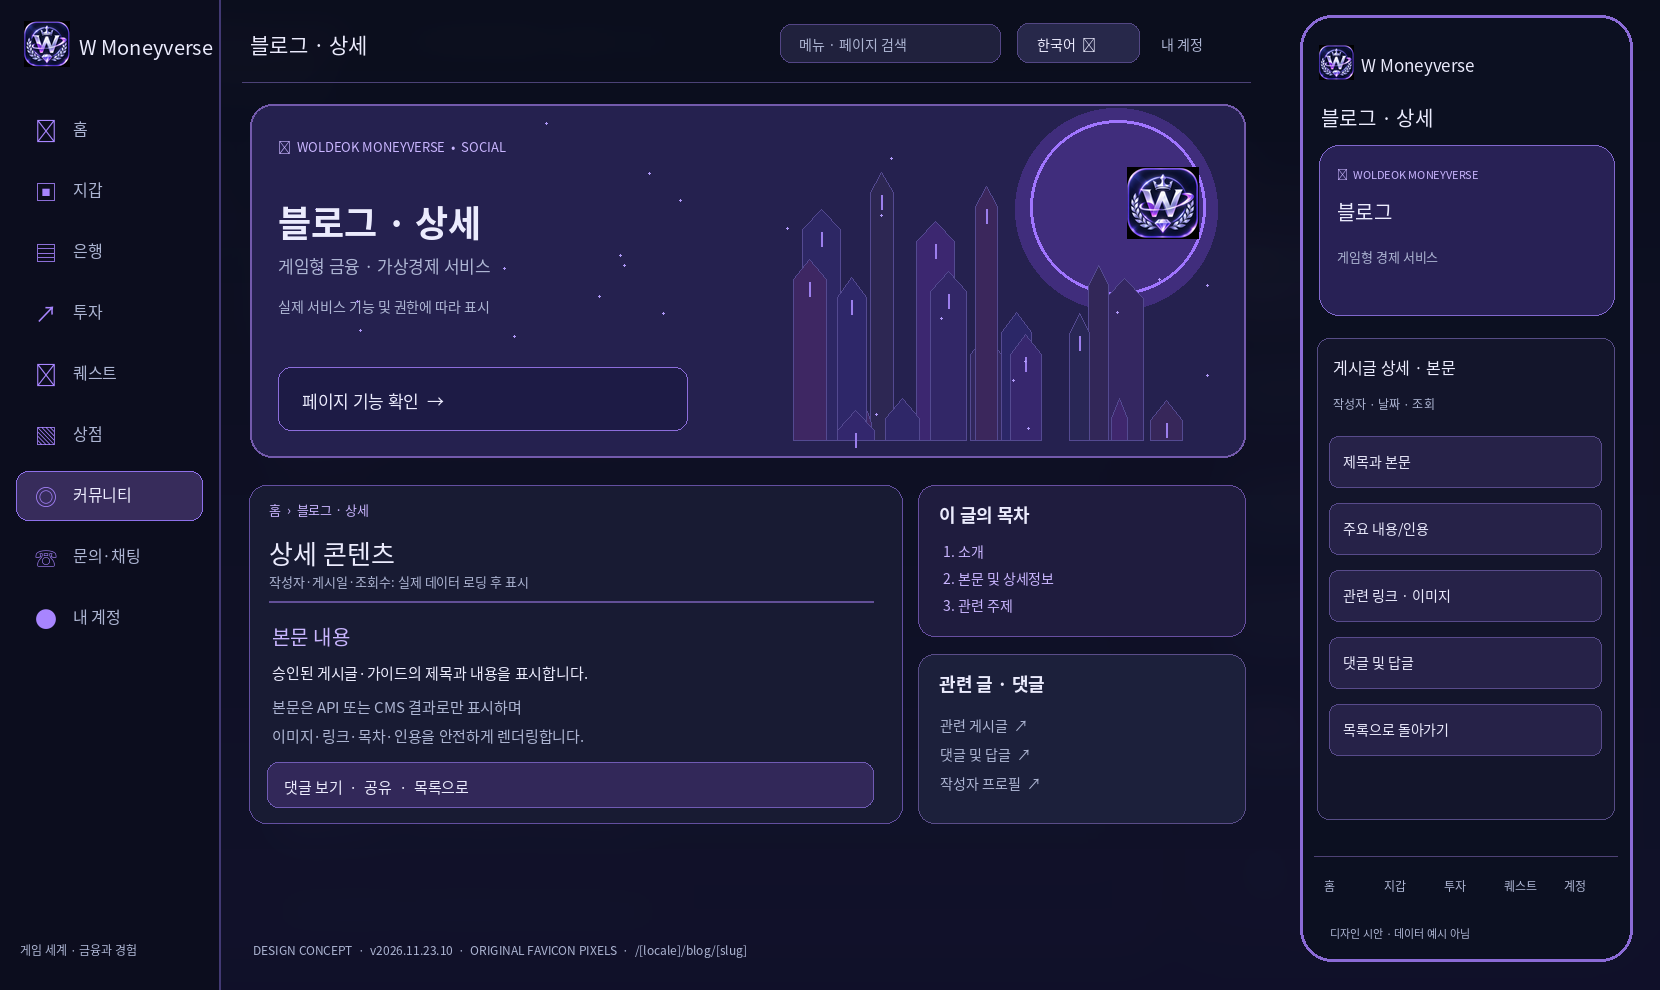 W Moneyverse
홈
지갑
은행
투자
퀘스트
상점
커뮤니티
문의·채팅
내 계정
게임 세계 · 금융과 경험
블로그 · 상세
메뉴 · 페이지 검색
한국어
내 계정
WOLDEOK MONEYVERSE • SOCIAL
블로그 · 상세
게임형 금융 · 가상경제 서비스
실제 서비스 기능 및 권한에 따라 표시
페이지 기능 확인 →
W
홈 › 블로그 · 상세
상세 콘텐츠
작성자·게시일·조회수: 실제 데이터 로딩 후 표시
본문 내용
승인된 게시글·가이드의 제목과 내용을 표시합니다.
본문은 API 또는 CMS 결과로만 표시하며
이미지·링크·목차·인용을 안전하게 렌더링합니다.
댓글 보기 · 공유 · 목록으로
이 글의 목차
1. 소개
2. 본문 및 상세정보
3. 관련 주제
관련 글 · 댓글
관련 게시글 ↗
댓글 및 답글 ↗
작성자 프로필 ↗
DESIGN CONCEPT · v2026.11.23.10 · ORIGINAL FAVICON PIXELS · /[locale]/blog/[slug]
W Moneyverse
블로그 · 상세
WOLDEOK MONEYVERSE
블로그
게임형 경제 서비스
게시글 상세 · 본문
작성자 · 날짜 · 조회
제목과 본문
주요 내용/인용
관련 링크 · 이미지
댓글 및 답글
목록으로 돌아가기
홈 지갑 투자 퀘스트 계정
디자인 시안 · 데이터 예시 아님